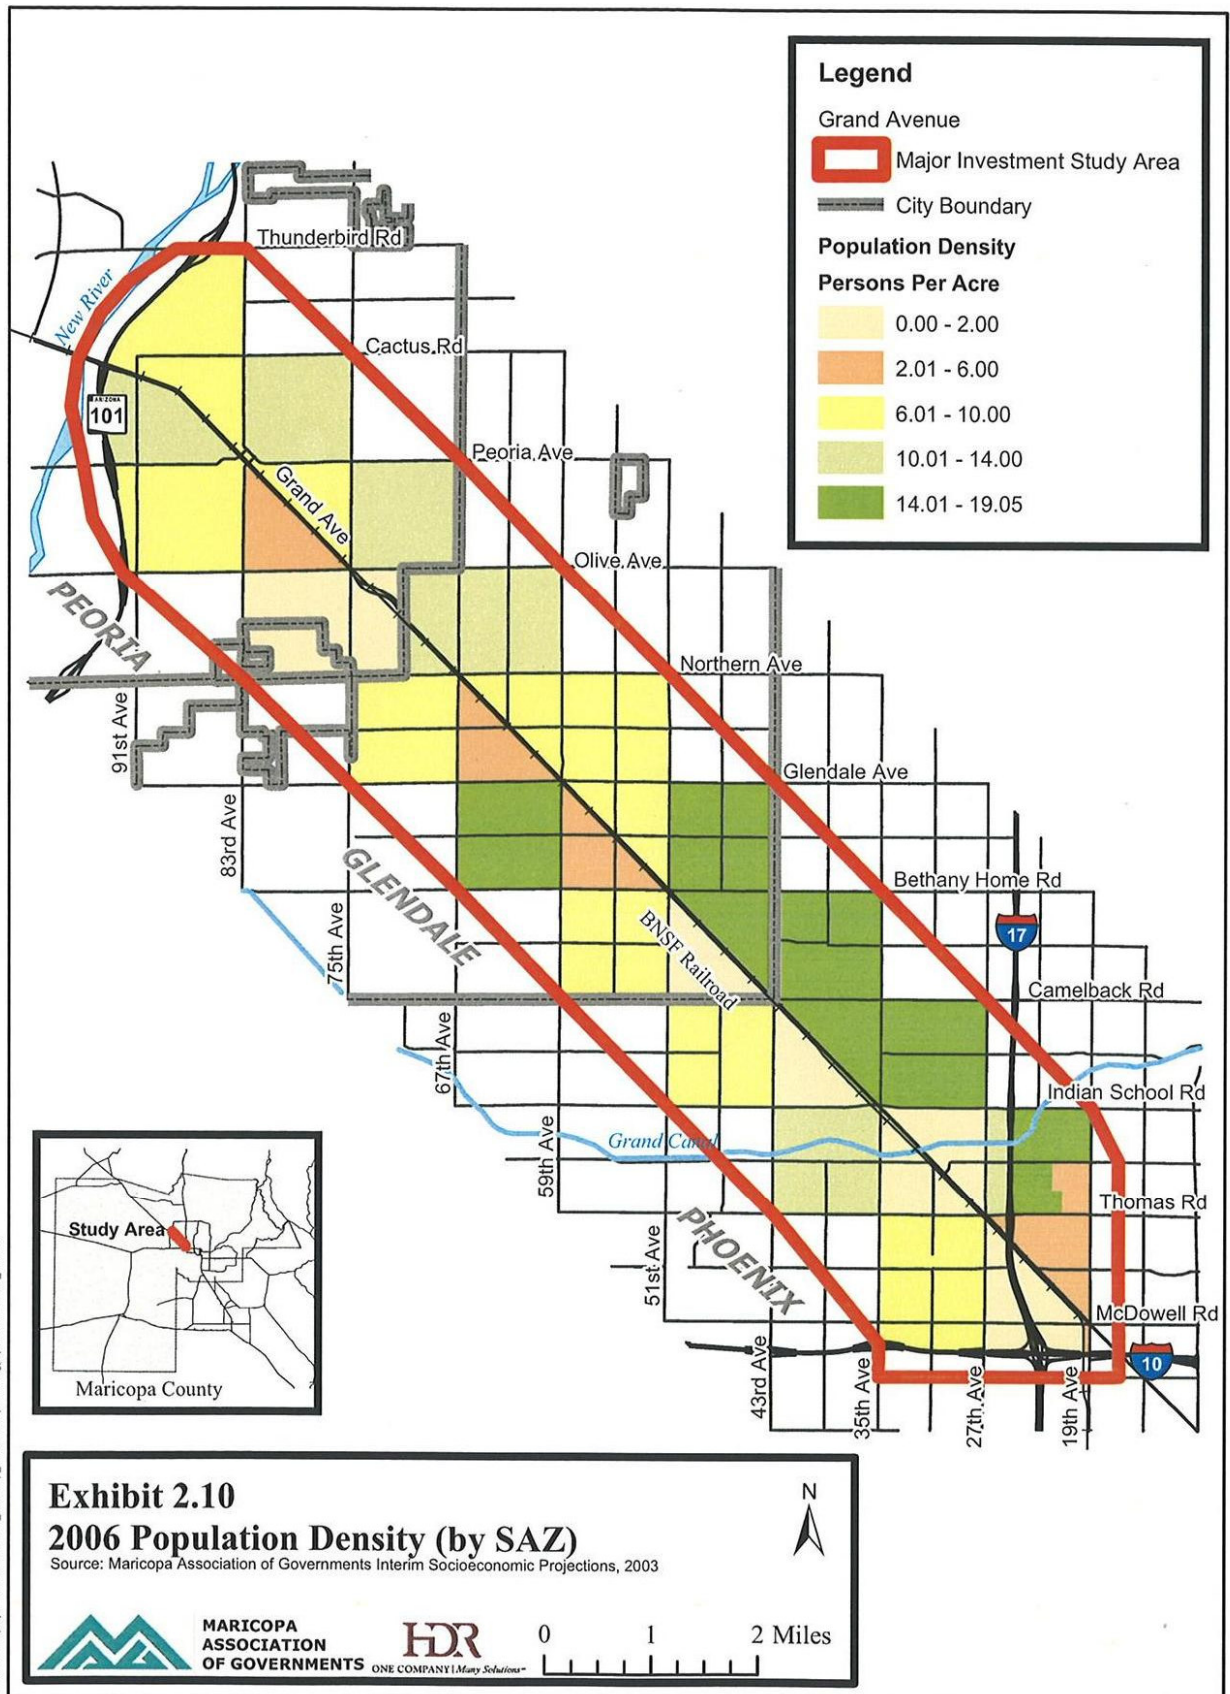 Legend
Grand Avenue
Major Investment Study Area
City Boundary
Population Density
Persons Per Acre
0.00 - 2.00
2.01 - 6.00
6.01 - 10.00
10.01 - 14.00
14.01 - 19.05
Thunderbird Rd
New River
Cactus Rd
ARIZONA
101
Peoria Ave
Grand Ave
Olive Ave
PEORIA
Northern Ave
91st Ave
Glendale Ave
83rd Ave
GLENDALE
Bethany Home Rd
BNSF Railroad
17
75th Ave
Camelback Rd
67th Ave
Indian School Rd
Grand Canal
59th Ave
Thomas Rd
PHOENIX
51st Ave
McDowell Rd
10
43rd Ave
35th Ave
27th Ave
19th Ave
Study Area
Maricopa County
Exhibit 2.10
2006 Population Density (by SAZ)
Source: Maricopa Association of Governments Interim Socioeconomic Projections, 2003
N
MARICOPA
ASSOCIATION
OF GOVERNMENTS
HDR
ONE COMPANY | Many Solutions
0 1 2 Miles